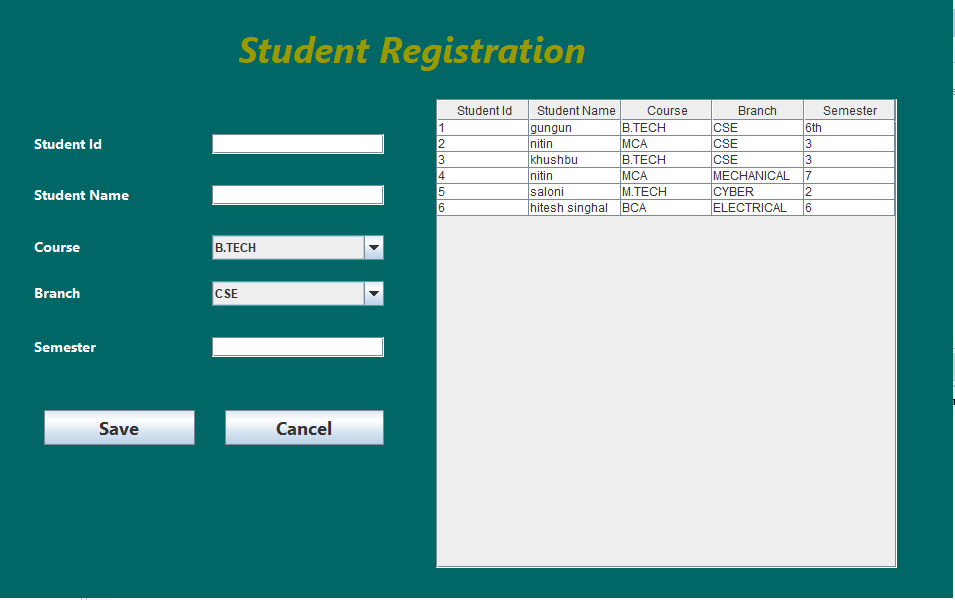 Student Registration
Student Id
Student Name
Course
B.TECH
Branch
CSE
Semester
Save Cancel
Student Id Student Name Course Branch Semester
1 gungun B.TECH CSE 6th
2 nitin MCA CSE 3
3 khushbu B.TECH CSE 3
4 nitin MCA MECHANICAL 7
5 saloni M.TECH CYBER 2
6 hitesh singhal BCA ELECTRICAL 6